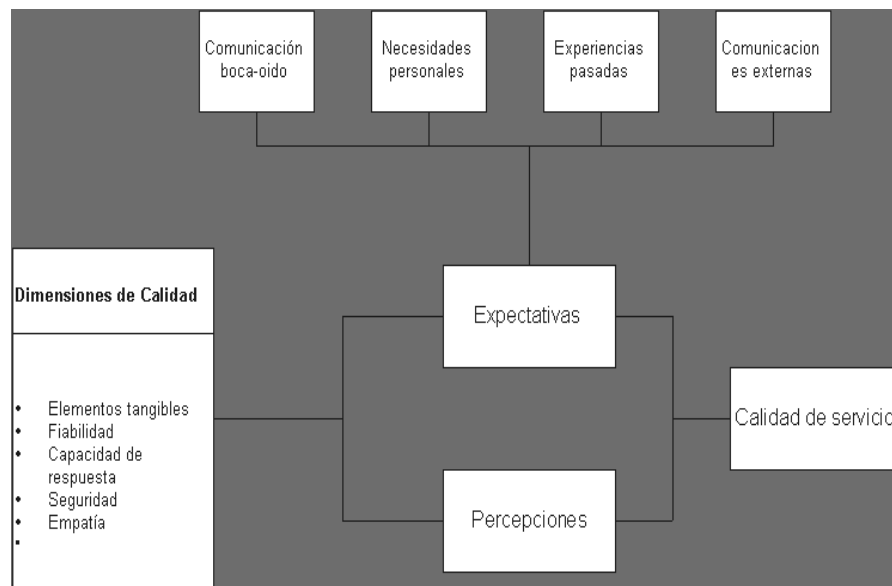 Comunicación
boca-oido
Necesidades
personales
Experiencias
pasadas
Comunicacion
es externas
Dimensiones de Calidad
• Elementos tangibles
• Fiabilidad
• Capacidad de
respuesta
• Seguridad
• Empatía
•
Expectativas
Percepciones
Calidad de servicio